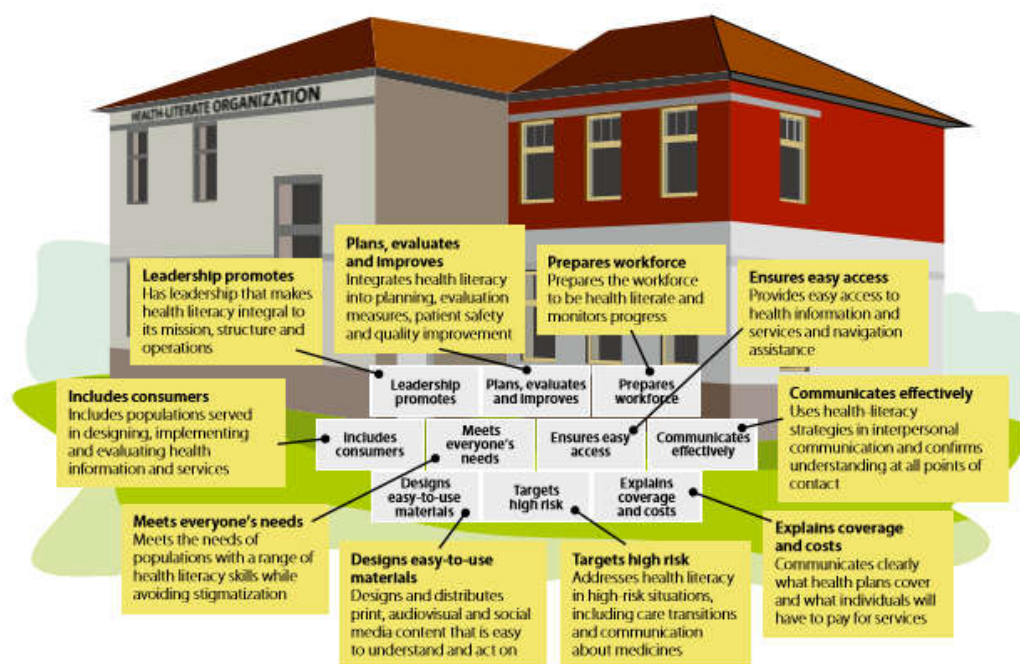 HEALTH-LITERATE ORGANIZATION
Plans, evaluates
and Improves
Integrates health literacy
into planning, evaluation
measures, patient safety
and quality improvement
Prepares workforce
Prepares the workforce
to be health literate and
monitors progress
Leadership promotes
Has leadership that makes
health literacy integral to
its mission, structure and
operations
Ensures easy access
Provides easy access to
health information and
services and navigation
assistance
Leadership
promotes
Plans, evaluates
and Improves
Prepares
workforce
Includes consumers
Includes populations served
in designing, implementing
and evaluating health
information and services
Communicates effectively
Uses health-literacy
strategies in interpersonal
communication and confirms
understanding at all points of
contact
Includes
consumers
Meets
everyone's
needs
Ensures easy
access
Communicates
effectively
Designs
easy-to-use
materials
Targets
high risk
Explains
coverage
and costs
Meets everyone's needs
Meets the needs of
populations with a range of
health literacy skills while
avoiding stigmatization
Designs easy-to-use
materials
Designs and distributes
print, audiovisual and social
media content that is easy
to understand and act on
Targets high risk
Addresses health literacy
in high-risk situations,
including care transitions
and communication
about medicines
Explains coverage
and costs
Communicates clearly
what health plans cover
and what individuals will
have to pay for services